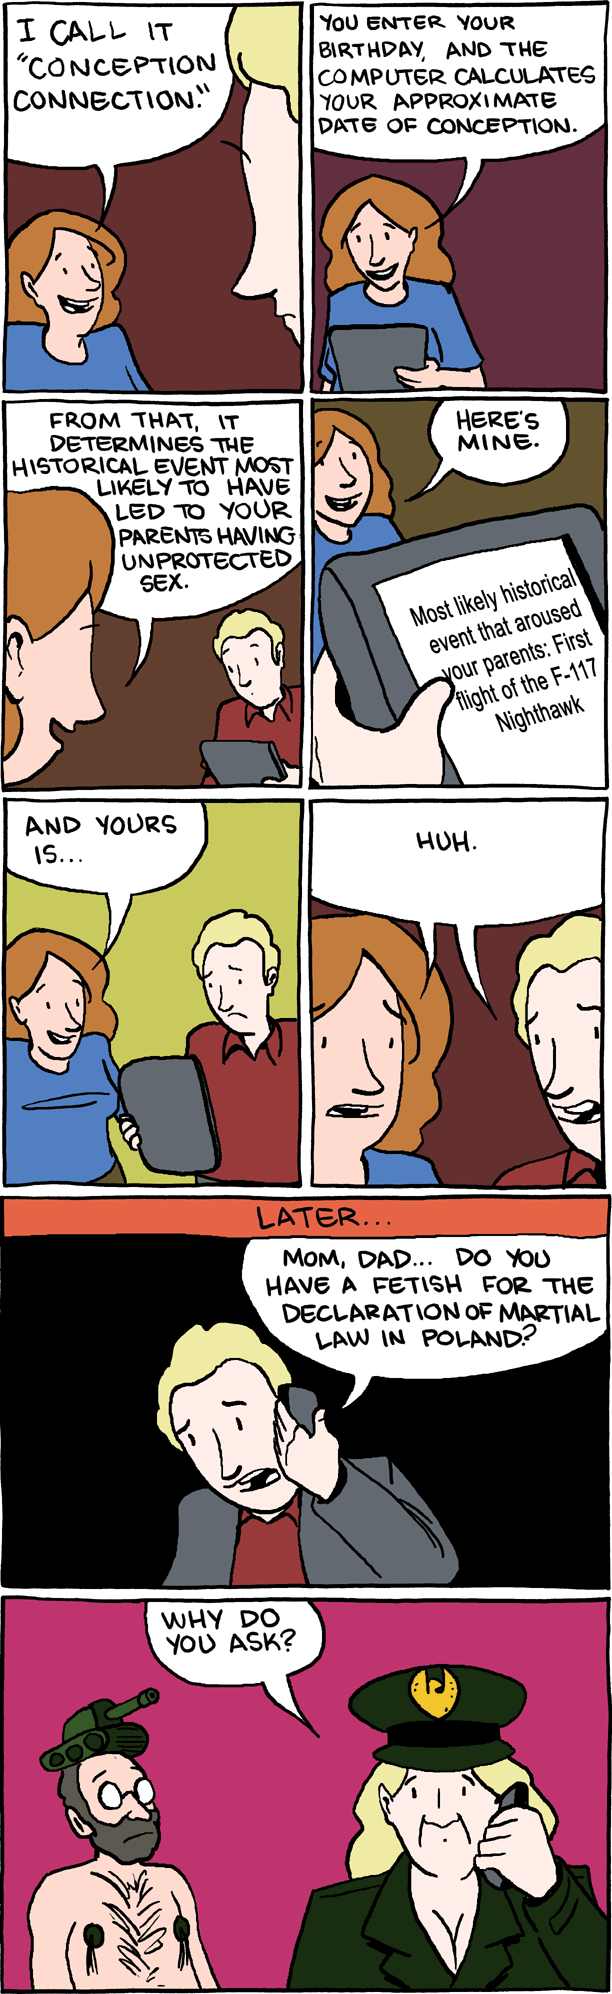 I CALL IT
"CONCEPTION
CONNECTION."
YOU ENTER YOUR
BIRTHDAY, AND THE
COMPUTER CALCULATES
YOUR APPROXIMATE
DATE OF CONCEPTION.
FROM THAT, IT
DETERMINES THE
HISTORICAL EVENT MOST
LIKELY TO HAVE
LED TO YOUR
PARENTS HAVING
UNPROTECTED
SEX.
HERE'S
MINE.
Most likely historical
event that aroused
your parents: First
flight of the F-117
Nighthawk
AND YOURS
IS...
HUH.
LATER...
MOM, DAD... DO YOU
HAVE A FETISH FOR THE
DECLARATION OF MARTIAL
LAW IN POLAND?
WHY DO
YOU ASK?